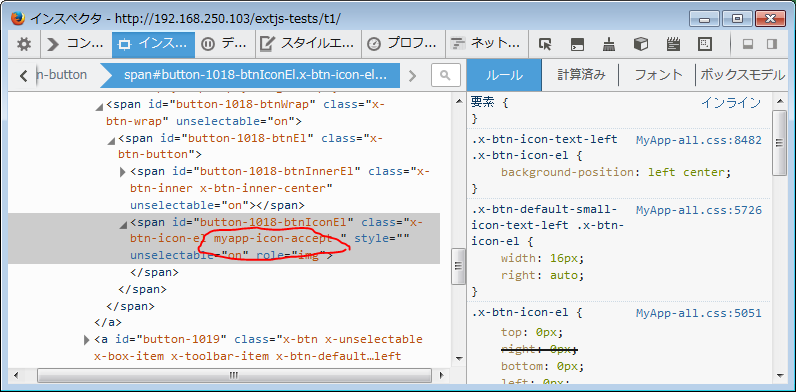 インスペクタ - http://192.168.250.103/extjs-tests/t1/
コン...
インス...
デ...
スタイルエ...
プロフ...
ネット...
n-button
span#button-1018-btnIconEl.x-btn-icon-el...
ルール
計算済み
フォント
ボックスモデル
<span id="button-1018-btnWrap" class="x-
btn-wrap" unselectable="on">
<span id="button-1018-btnEl" class="x-
btn-button">
<span id="button-1018-btnInnerEl" class="x-
btn-inner x-btn-inner-center"
unselectable="on"></span>
<span id="button-1018-btnIconEl" class="x-
btn-icon-el myapp-icon-accept " style=""
unselectable="on" role="img">
</span>
</span>
</span>
</a>
<a id="button-1019" class="x-btn x-unselectable
x-box-item x-toolbar-item x-btn-default…left
要素 {
インライン
}
.x-btn-icon-text-left
MyApp-all.css:8482
.x-btn-icon-el {
background-position: left center;
}
.x-btn-default-small-
MyApp-all.css:5726
icon-text-left .x-btn-
icon-el {
width: 16px;
right: auto;
}
.x-btn-icon-el {
MyApp-all.css:5051
top: 0px;
right: 0px;
bottom: 0px;
left: 0px;